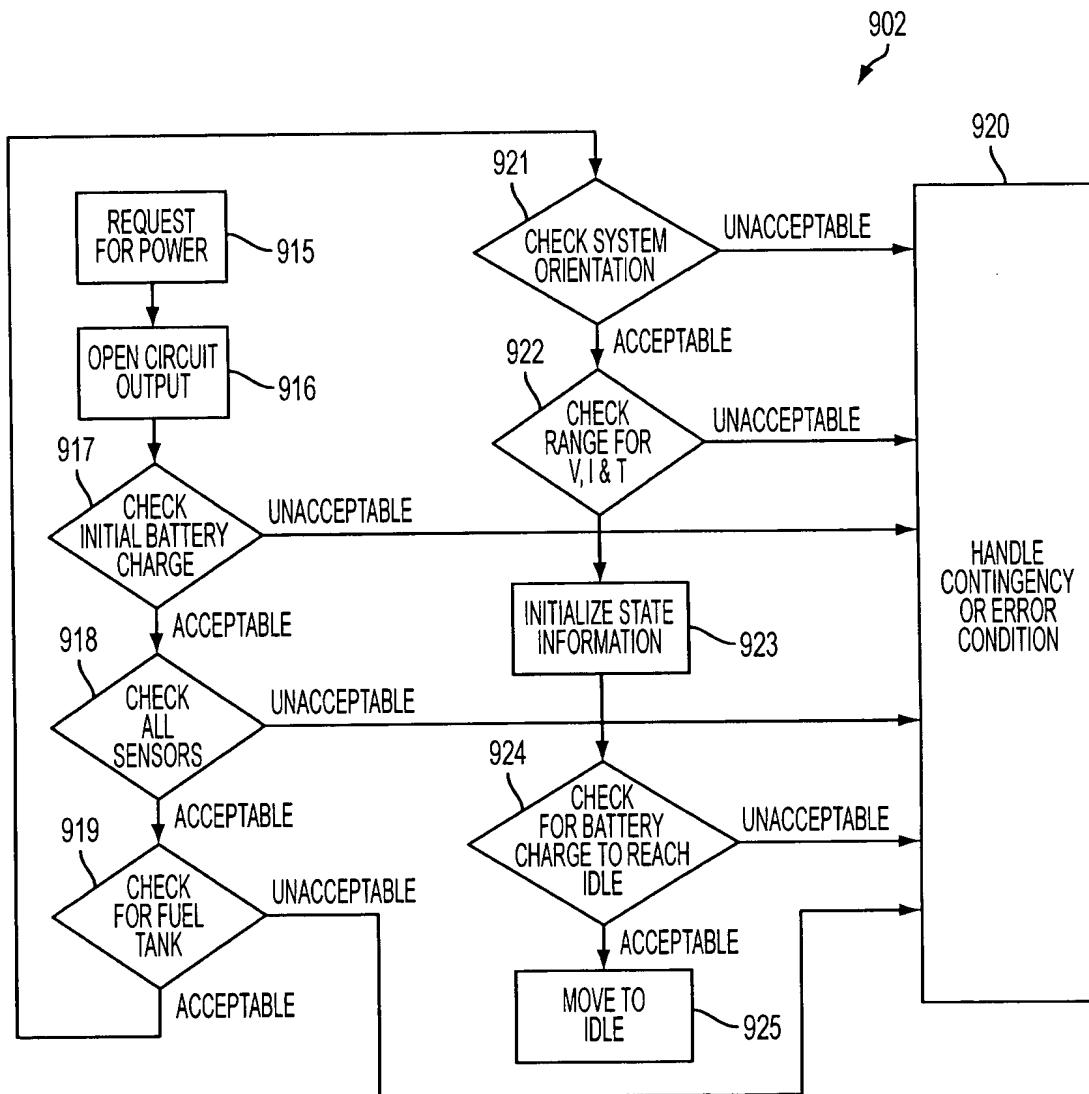 902
920
921
REQUEST
FOR POWER
915
CHECK SYSTEM
ORIENTATION
UNACCEPTABLE
ACCEPTABLE
OPEN CIRCUIT
OUTPUT
916
922
CHECK
RANGE FOR
V, I & T
UNACCEPTABLE
917
CHECK
INITIAL BATTERY
CHARGE
UNACCEPTABLE
ACCEPTABLE
HANDLE
CONTINGENCY
OR ERROR
CONDITION
INITIALIZE STATE
INFORMATION
923
918
CHECK
ALL
SENSORS
UNACCEPTABLE
ACCEPTABLE
924
CHECK
FOR BATTERY
CHARGE TO REACH
IDLE
UNACCEPTABLE
ACCEPTABLE
919
CHECK
FOR FUEL
TANK
UNACCEPTABLE
ACCEPTABLE
MOVE TO
IDLE
925